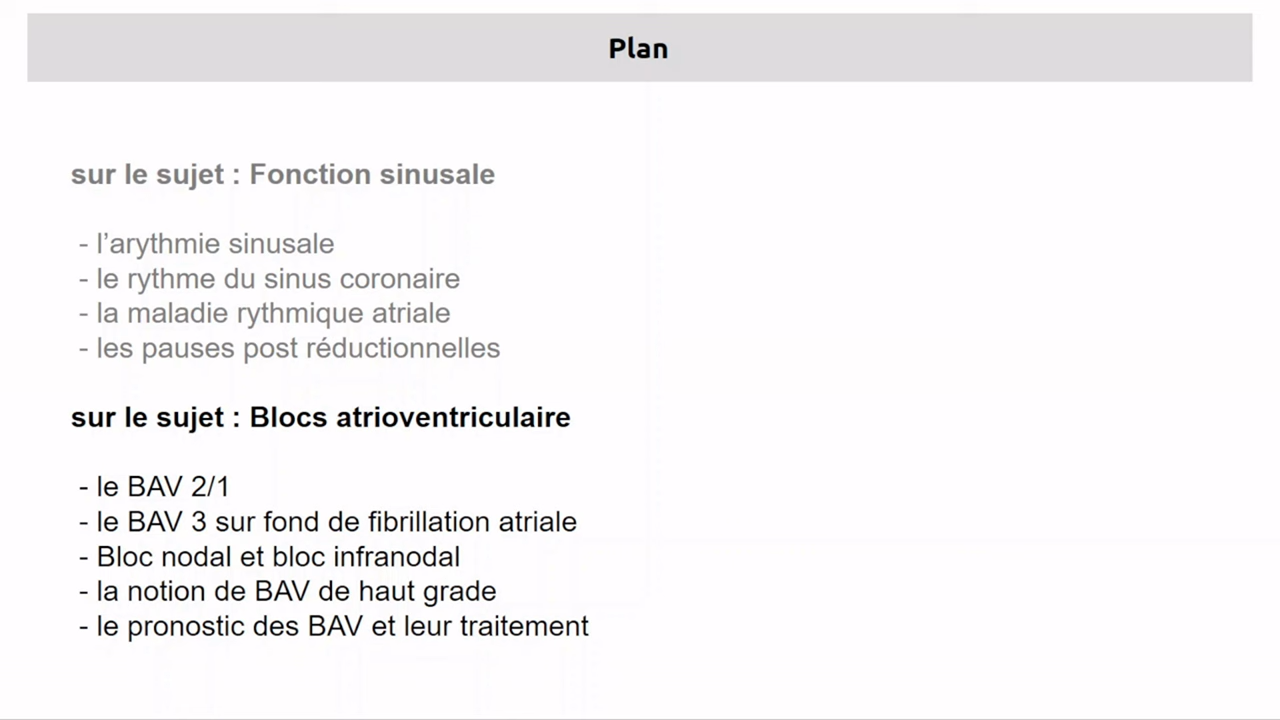 Plan
sur le sujet : Fonction sinusale
- l’arythmie sinusale
- le rythme du sinus coronaire
- la maladie rythmique atriale
- les pauses post réductionnelles
sur le sujet : Blocs atrioventriculaire
- le BAV 2/1
- le BAV 3 sur fond de fibrillation atriale
- Bloc nodal et bloc infranodal
- la notion de BAV de haut grade
- le pronostic des BAV et leur traitement